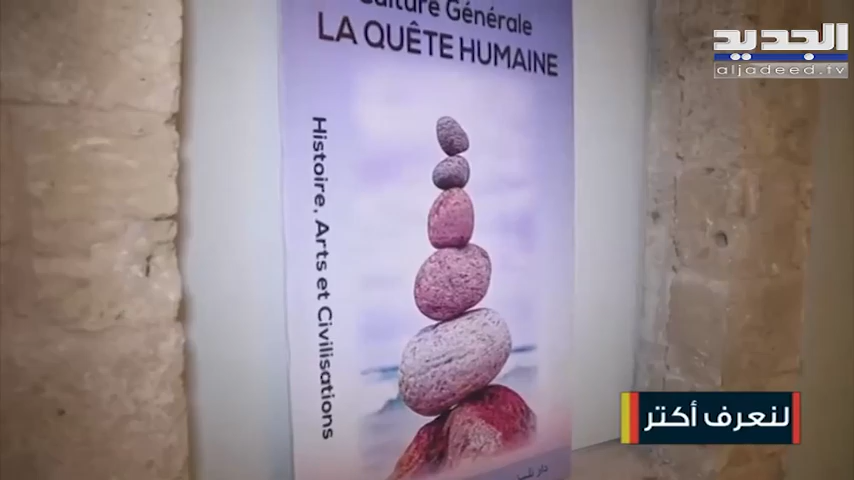 Culture Générale
LA QUÊTE HUMAINE
Histoire, Arts et Civilisations
الجديد
aljadeed.tv
لنعرف أكتر